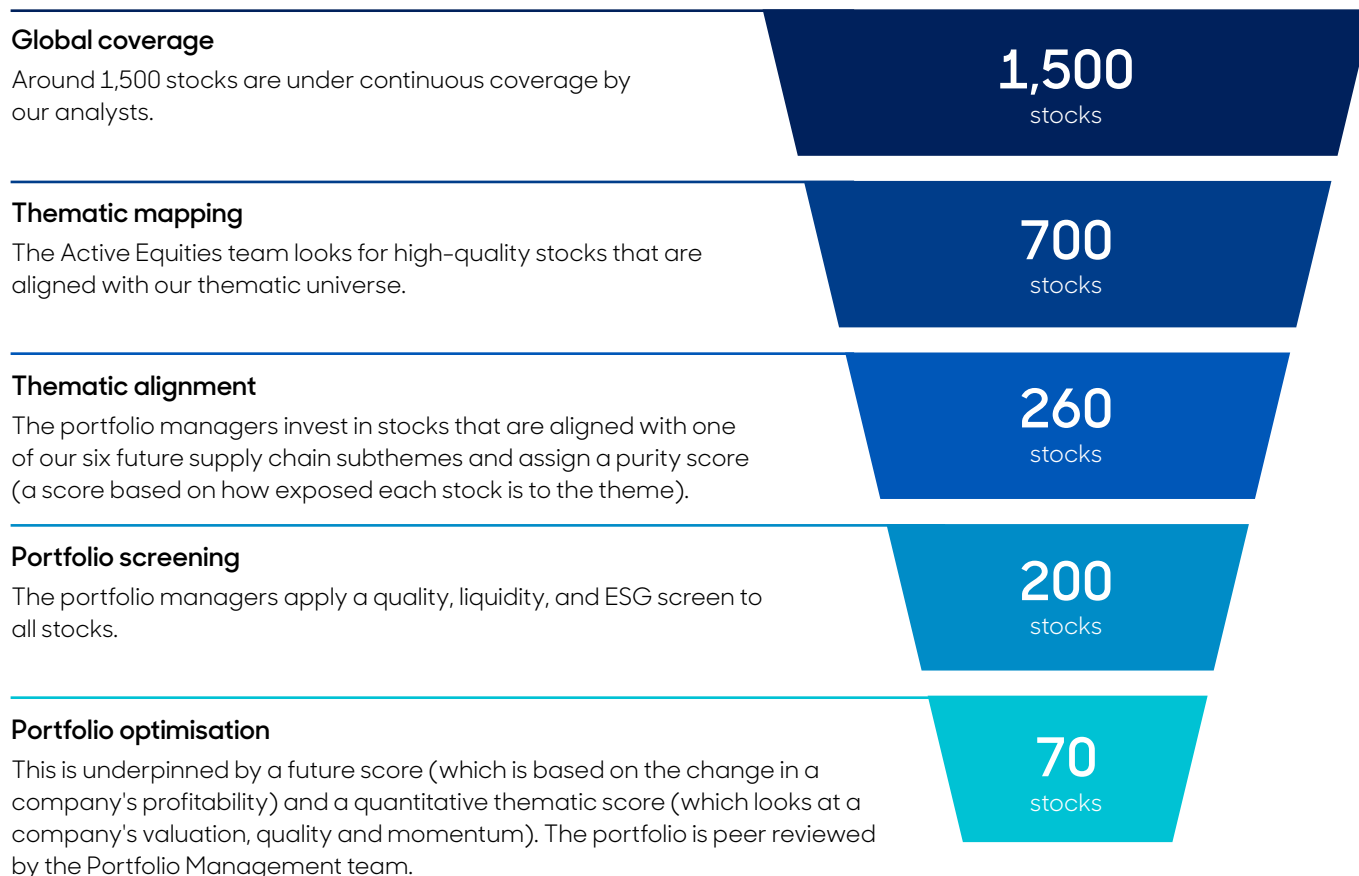 Global coverage
Around 1,500 stocks are under continuous coverage by
our analysts.
1,500
stocks
Thematic mapping
The Active Equities team looks for high-quality stocks that are
aligned with our thematic universe.
700
stocks
Thematic alignment
The portfolio managers invest in stocks that are aligned with one
of our six future supply chain subthemes and assign a purity score
(a score based on how exposed each stock is to the theme).
260
stocks
Portfolio screening
The portfolio managers apply a quality, liquidity, and ESG screen to
all stocks.
200
stocks
Portfolio optimisation
This is underpinned by a future score (which is based on the change in a
company's profitability) and a quantitative thematic score (which looks at a
company's valuation, quality and momentum). The portfolio is peer reviewed
by the Portfolio Management team.
70
stocks